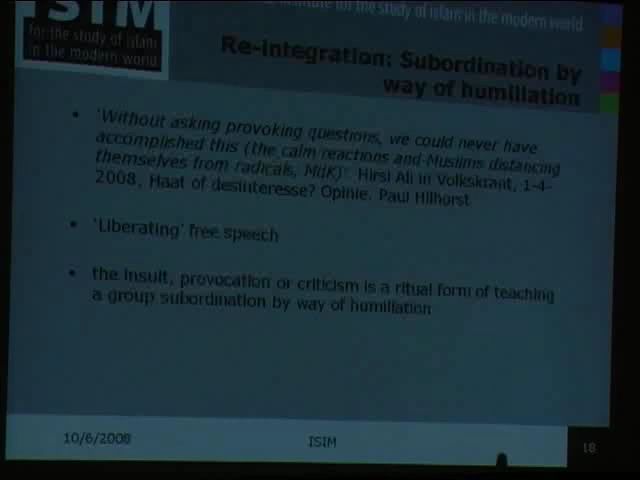 ISIM
for the study of islam
in the modern world
institute for the study of islam in the modern world
Re-integration: Subordination by
way of humiliation
• 'Without asking provoking questions, we could never have
accomplished this (the calm reactions and Muslims distancing
themselves from radicals, MdK)' Hirsi Ali in Volkskrant, 1-4-
2008, Haat of desinteresse? Opinie. Paul Hilhorst
• 'Liberating' free speech
• the insult, provocation or criticism is a ritual form of teaching
a group subordination by way of humiliation
10/6/2008
ISIM
18